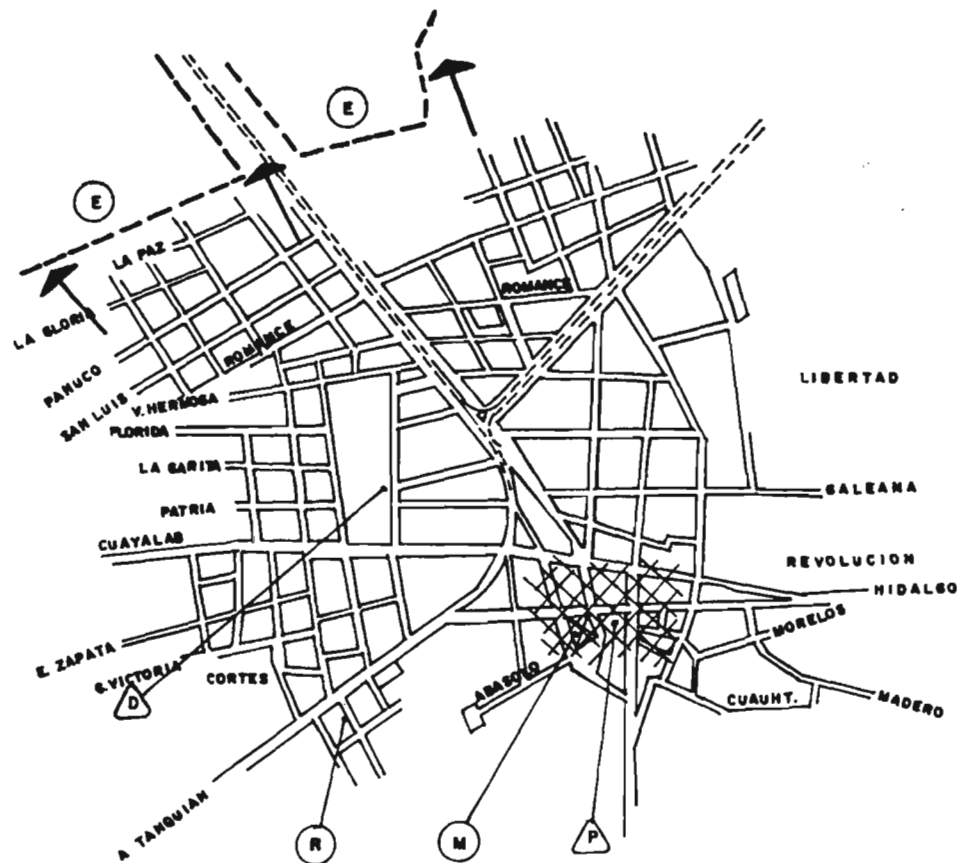 E
E
LA PAZ
LA GLORIA
ROMANCE
ROMANCE
PANUCO
SAN LUIS
LIBERTAD
V. HERMOSA
FLORIDA
LA GARITA
GALEANA
PATRIA
CUAYALAB
REVOLUCION
HIDALGO
MORELOS
E. ZAPATA
G. VICTORIA
CORTES
ABASOLO
CUAUHT.
MADERO
D
A TANQUIAN
R
M
P